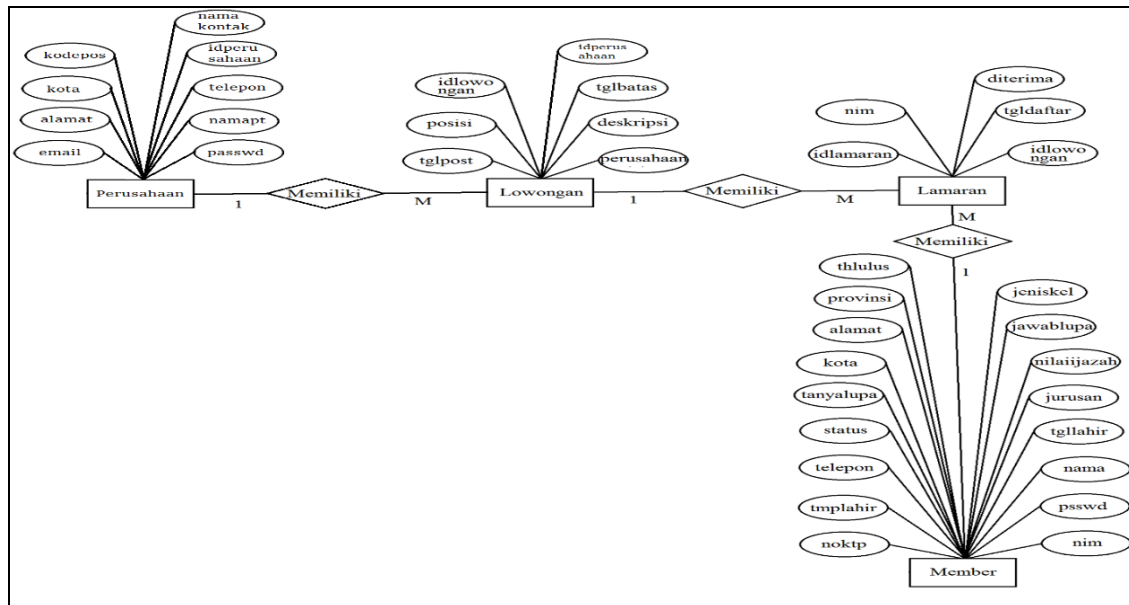 nama
kontak
kodepos
idperu
sahaan
kota
telepon
alamat
namapt
email
passwd
Perusahaan
1
Memiliki
M
idperus
ahaan
idlowo
ngan
tglbatas
posisi
deskripsi
tglpost
perusahaan
Lowongan
1
Memiliki
M
diterima
nim
tgldaftar
idlamaran
idlowo
ngan
Lamaran
M
Memiliki
1
thlulus
jeniskel
provinsi
jawablupa
alamat
nilaiijazah
kota
jurusan
tanyalupa
tgllahir
status
nama
telepon
psswd
tmplahir
nim
noktp
Member